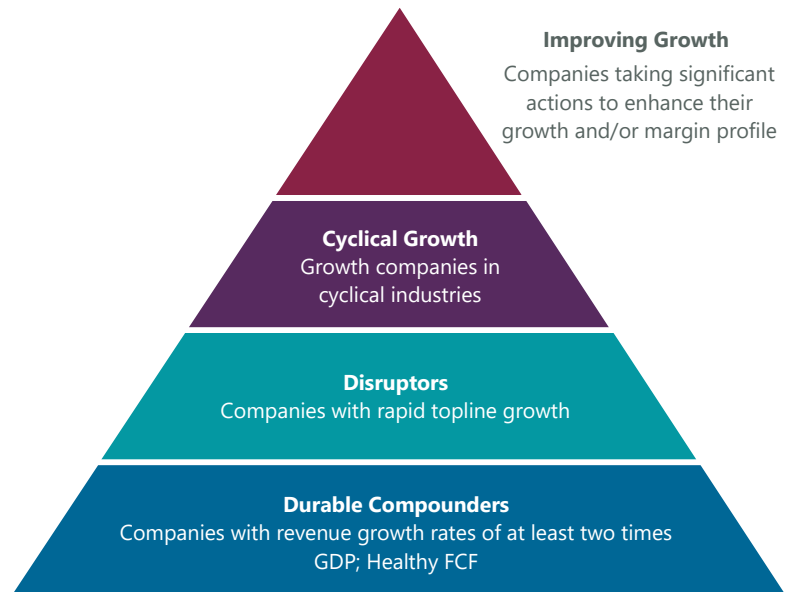 Improving Growth
Companies taking significant
actions to enhance their
growth and/or margin profile
Cyclical Growth
Growth companies in
cyclical industries
Disruptors
Companies with rapid topline growth
Durable Compounders
Companies with revenue growth rates of at least two times
GDP; Healthy FCF